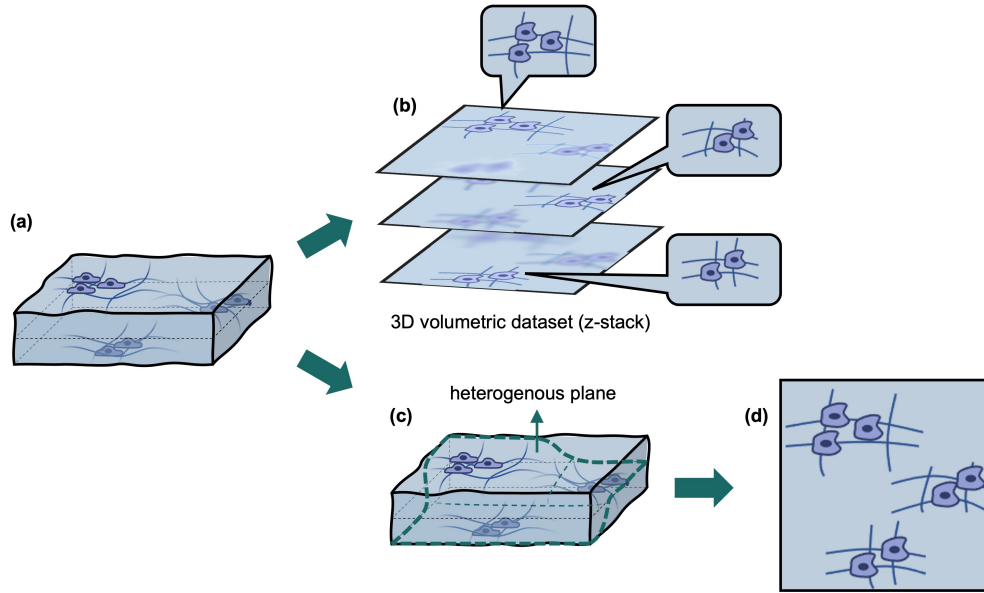 (a)
(b)
3D volumetric dataset (z-stack)
heterogenous plane
(c)
(d)